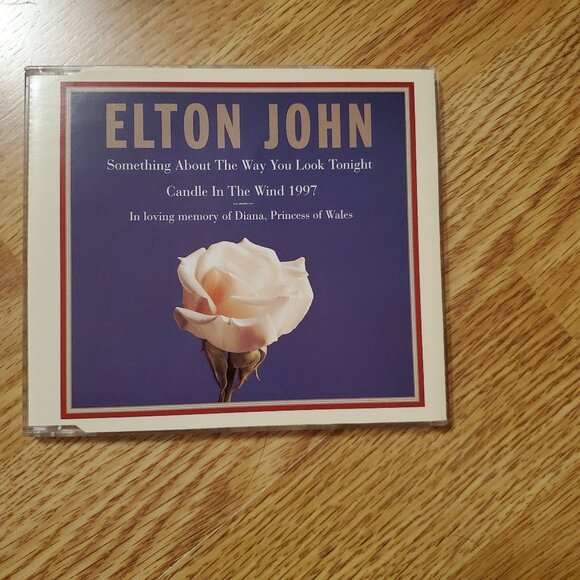 ELTON JOHN
Something About The Way You Look Tonight
Candle In The Wind 1997
In loving memory of Diana, Princess of Wales